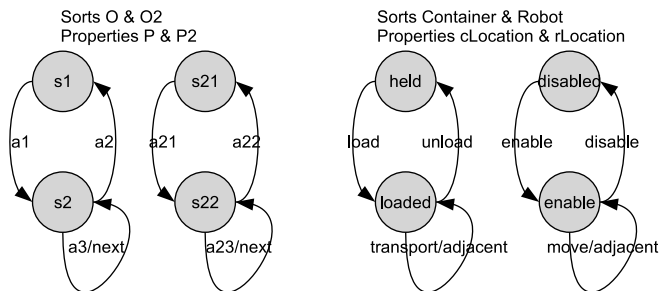 Sorts O & O2
Properties P & P2
s1
s21
a1
a2
a21
a22
s2
s22
a3/next
a23/next
Sorts Container & Robot
Properties cLocation & rLocation
held
disabled
load
unload
enable
disable
loaded
enable
transport/adjacent
move/adjacent